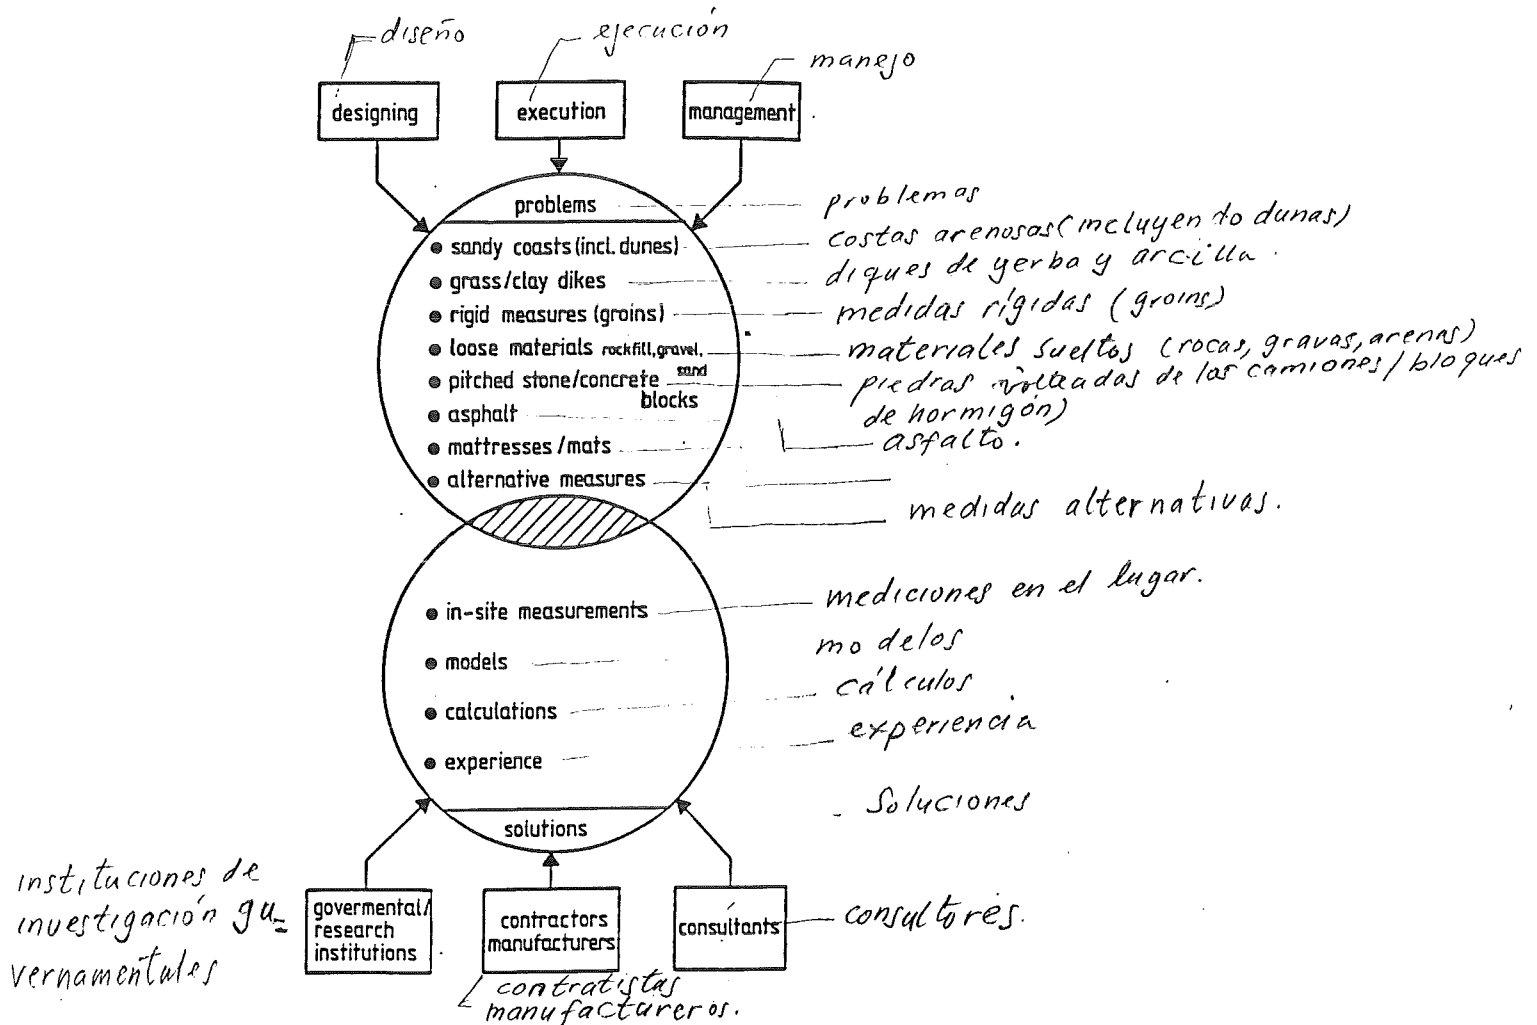 diseño
ejecución
manejo
designing
execution
management
problems
problemas
● sandy coasts (incl. dunes)
costas arenosas (incluyendo dunas)
● grass/clay dikes
diques de yerba y arcilla.
● rigid measures (groins)
medidas rígidas (groins)
● loose materials rockfill, gravel, sand
materiales sueltos (rocas, gravas, arenas)
● pitched stone/concrete blocks
piedras volteadas de los camiones/bloques
de hormigón)
● asphalt
asfalto.
● mattresses/mats
● alternative measures
medidas alternativas.
● in-site measurements
mediciones en el lugar.
● models
modelos
● calculations
cálculos
● experience
experiencia
solutions
Soluciones
instituciones de
investigación gu-
vernamentales
govermental/
research
institutions
contractors
manufacturers
consultants
consultores.
contratistas
manufactureros.